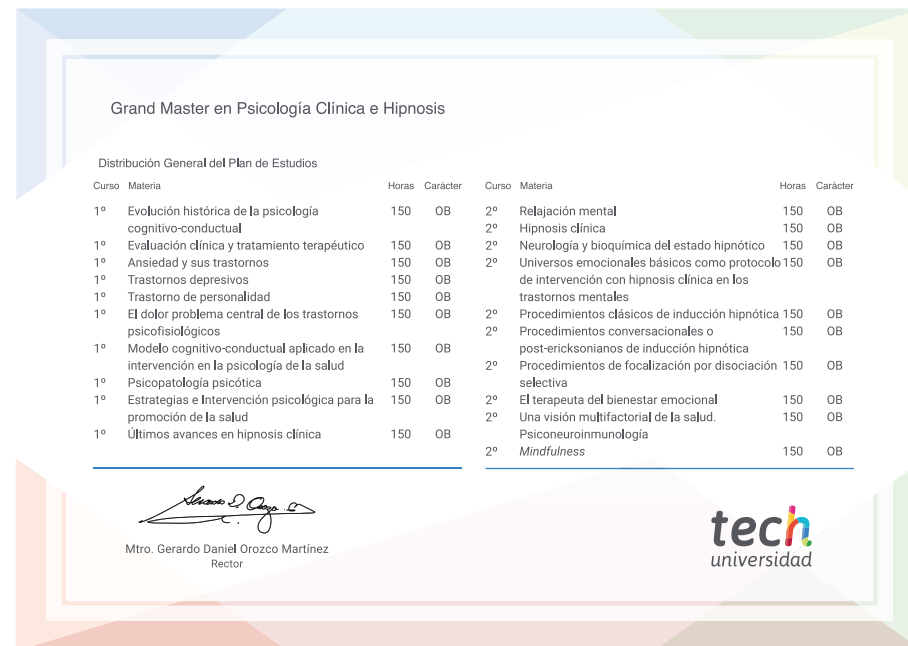 Grand Master en Psicología Clínica e Hipnosis
Distribución General del Plan de Estudios
Curso Materia Horas Carácter
1º Evolución histórica de la psicología 150 OB
cognitivo-conductual
1º Evaluación clínica y tratamiento terapéutico 150 OB
1º Ansiedad y sus trastornos 150 OB
1º Trastornos depresivos 150 OB
1º Trastorno de personalidad 150 OB
1º El dolor problema central de los trastornos 150 OB
psicofisiológicos
1º Modelo cognitivo-conductual aplicado en la 150 OB
intervención en la psicología de la salud
1º Psicopatología psicótica 150 OB
1º Estrategias e Intervención psicológica para la 150 OB
promoción de la salud
1º Últimos avances en hipnosis clínica 150 OB
Curso Materia Horas Carácter
2º Relajación mental 150 OB
2º Hipnosis clínica 150 OB
2º Neurología y bioquímica del estado hipnótico 150 OB
2º Universos emocionales básicos como protocolo 150 OB
de intervención con hipnosis clínica en los
trastornos mentales
2º Procedimientos clásicos de inducción hipnótica 150 OB
2º Procedimientos conversacionales o 150 OB
post-ericksonianos de inducción hipnótica
2º Procedimientos de focalización por disociación 150 OB
selectiva
2º El terapeuta del bienestar emocional 150 OB
2º Una visión multifactorial de la salud. 150 OB
Psiconeuroinmunología
2º Mindfulness 150 OB
Mtro. Gerardo Daniel Orozco Martínez
Rector
tech
universidad